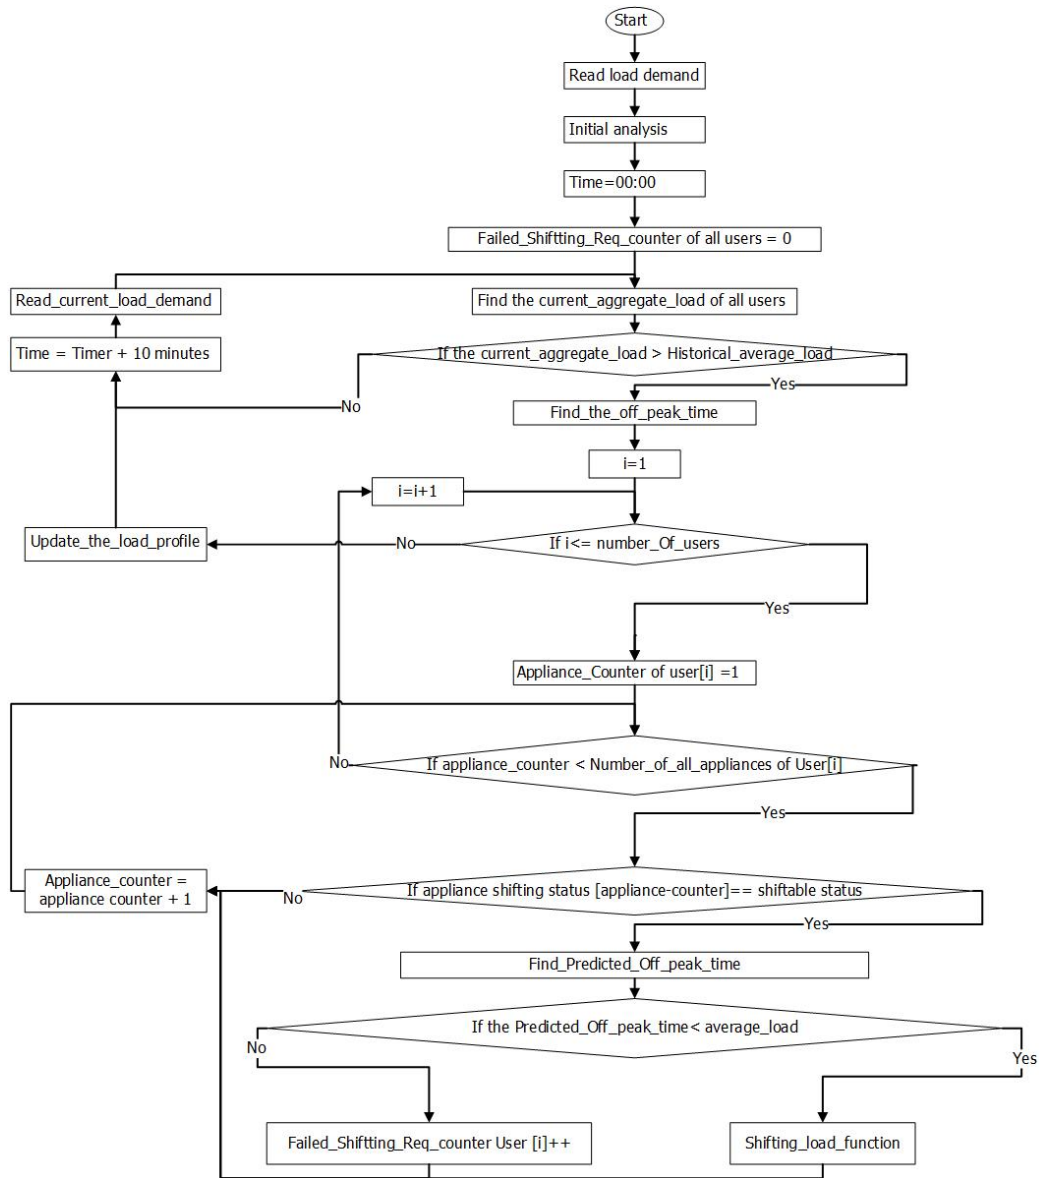 Start
Read load demand
Initial analysis
Time=00:00
Failed_Shiftting_Req_counter of all users = 0
Read_current_load_demand
Find the current_aggregate_load of all users
Time = Timer + 10 minutes
If the current_aggregate_load > Historical_average_load
Yes
No
Find_the_off_peak_time
i=1
i=i+1
Update_the_load_profile
No
If i<= number_Of_users
Yes
Appliance_Counter of user[i] =1
No
If appliance_counter < Number_of_all_appliances of User[i]
Yes
Appliance_counter =
appliance counter + 1
No
If appliance shifting status [appliance-counter]== shiftable status
Yes
Find_Predicted_Off_peak_time
If the Predicted_Off_peak_time< average_load
No
Yes
Failed_Shiftting_Req_counter User [i]++
Shifting_load_function